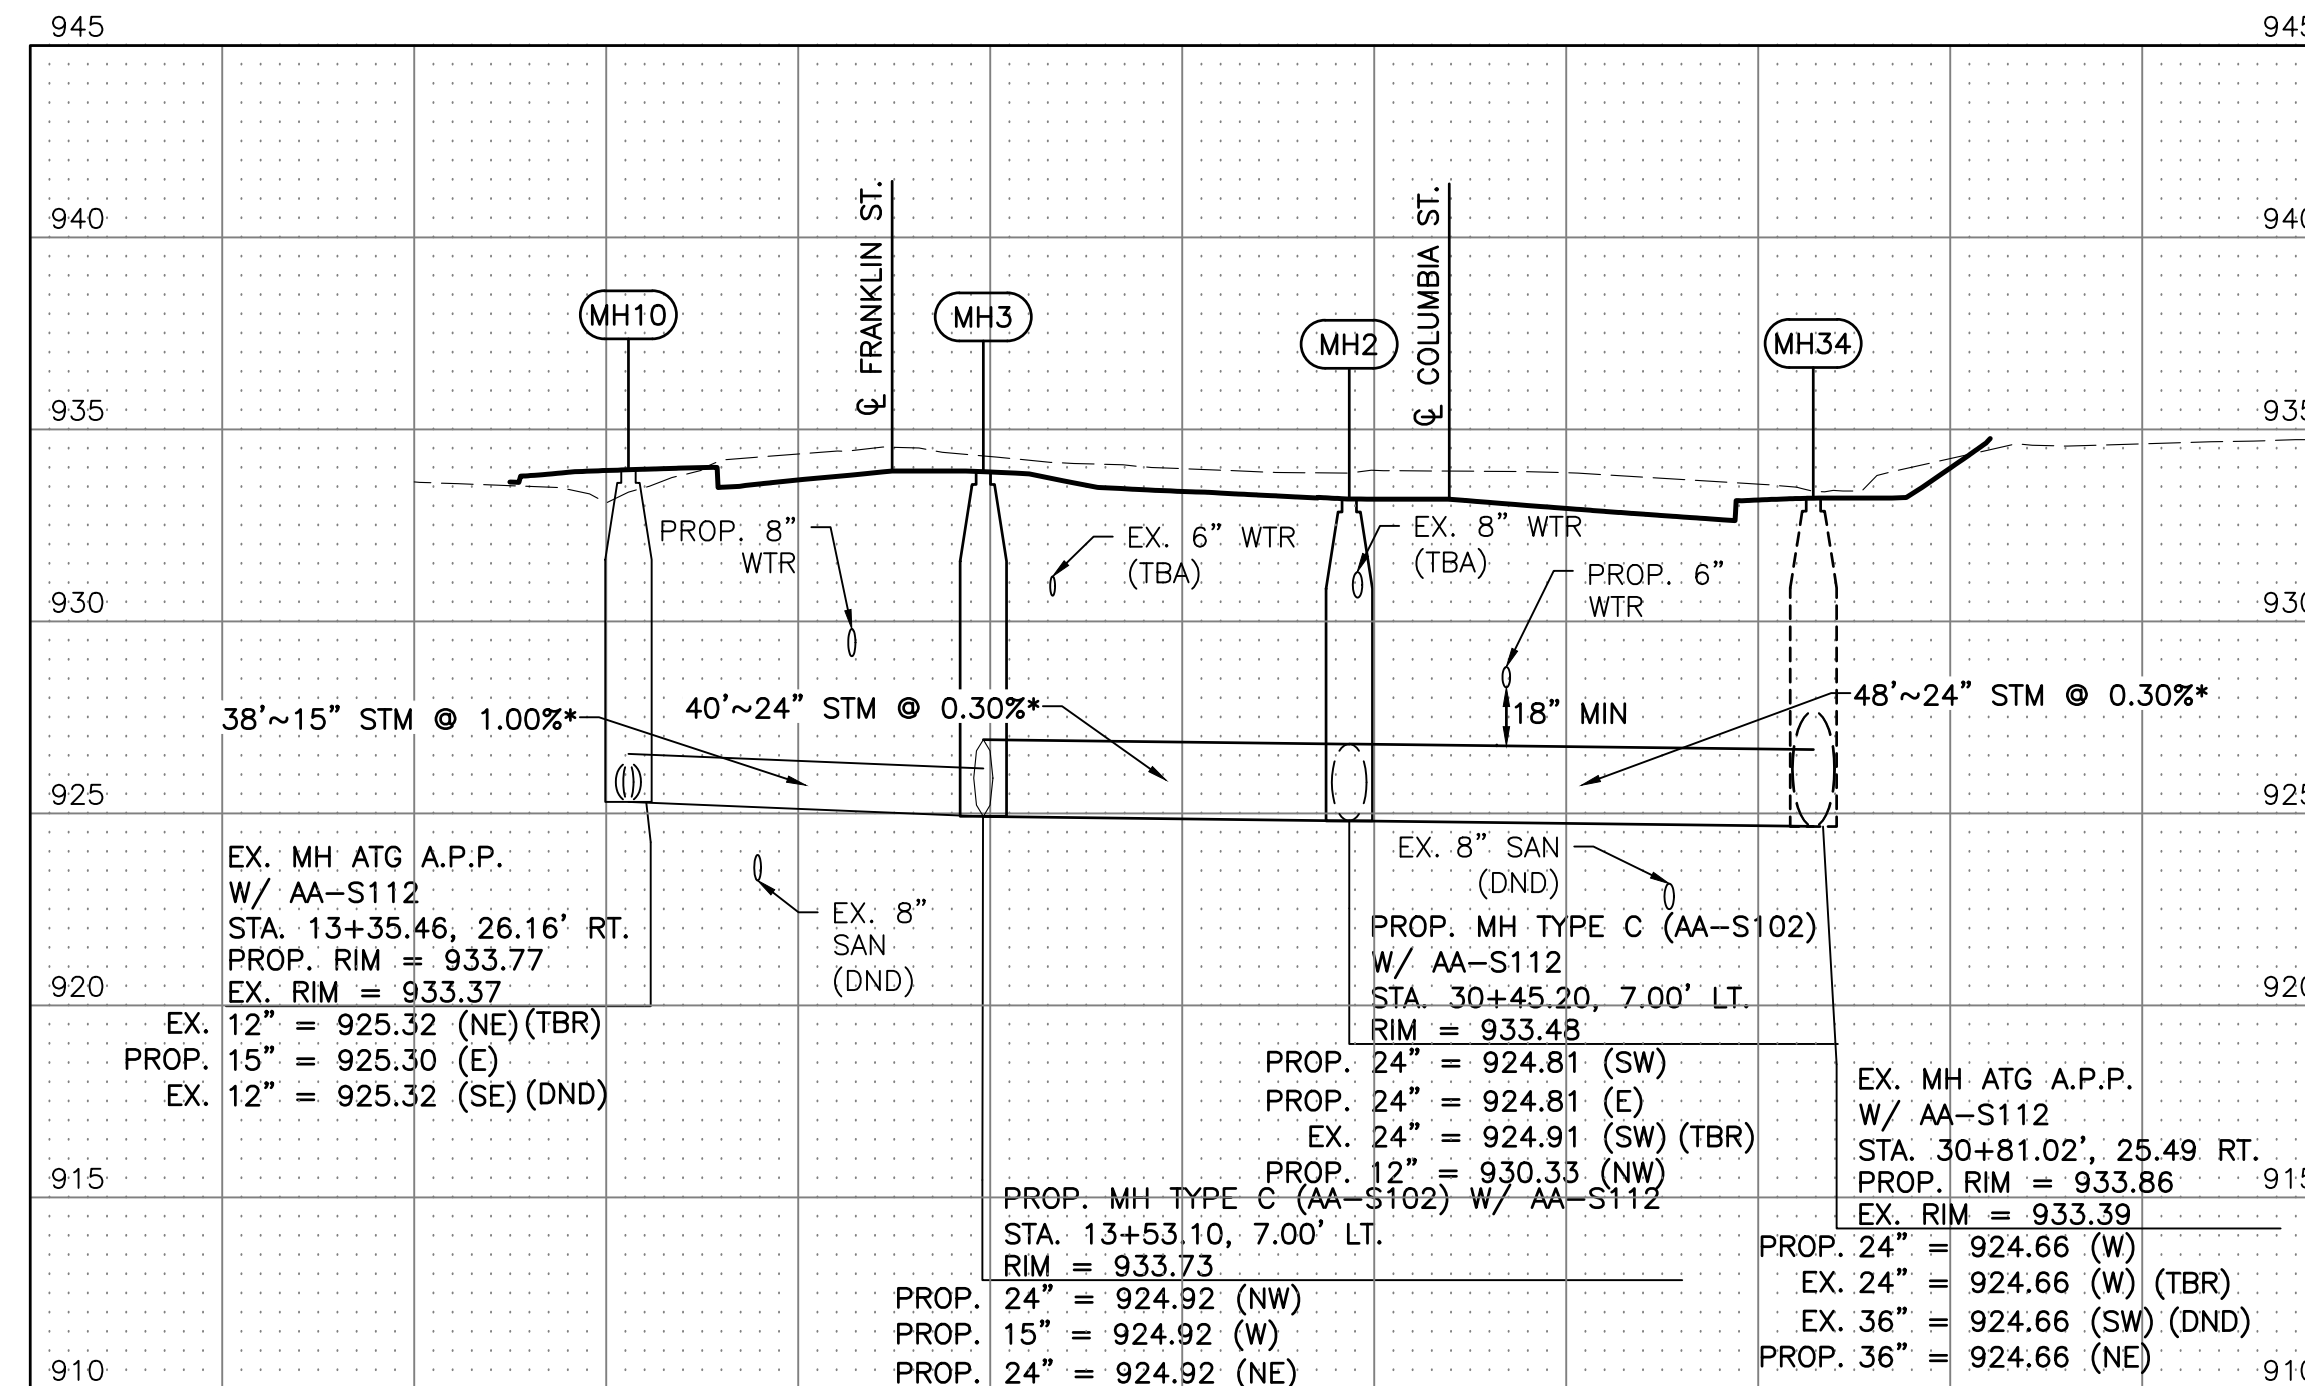 945
945
940
940
935
935
930
930
925
925
920
920
915
915
910
910
MH10
MH3
MH2
MH34
℄ FRANKLIN ST.
℄ COLUMBIA ST.
PROP. 8”
WTR
EX. 6” WTR
(TBA)
EX. 8” WTR
(TBA)
PROP. 6”
WTR
18” MIN
38’~15” STM @ 1.00%*
40’~24” STM @ 0.30%*
48’~24” STM @ 0.30%*
EX. 8”
SAN
(DND)
EX. 8” SAN
(DND)
EX. MH ATG A.P.P.
W/ AA-S112
STA. 13+35.46, 26.16’ RT.
PROP. RIM = 933.77
EX. RIM = 933.37
EX. 12” = 925.32 (NE)(TBR)
PROP. 15” = 925.30 (E)
EX. 12” = 925.32 (SE)(DND)
PROP. MH TYPE C (AA-S102)
W/ AA-S112
STA. 30+45.20, 7.00’ LT.
RIM = 933.48
PROP. 24” = 924.81 (SW)
PROP. 24” = 924.81 (E)
EX. 24” = 924.91 (SW)(TBR)
PROP. 12” = 930.33 (NW)
PROP. MH TYPE C (AA-S102) W/ AA-S112
STA. 13+53.10, 7.00’ LT.
RIM = 933.73
PROP. 24” = 924.92 (NW)
PROP. 15” = 924.92 (W)
PROP. 24” = 924.92 (NE)
EX. MH ATG A.P.P.
W/ AA-S112
STA. 30+81.02’, 25.49 RT.
PROP. RIM = 933.86
EX. RIM = 933.39
PROP. 24” = 924.66 (W)
EX. 24” = 924.66 (W) (TBR)
EX. 36” = 924.66 (SW)(DND)
PROP. 36” = 924.66 (NE)